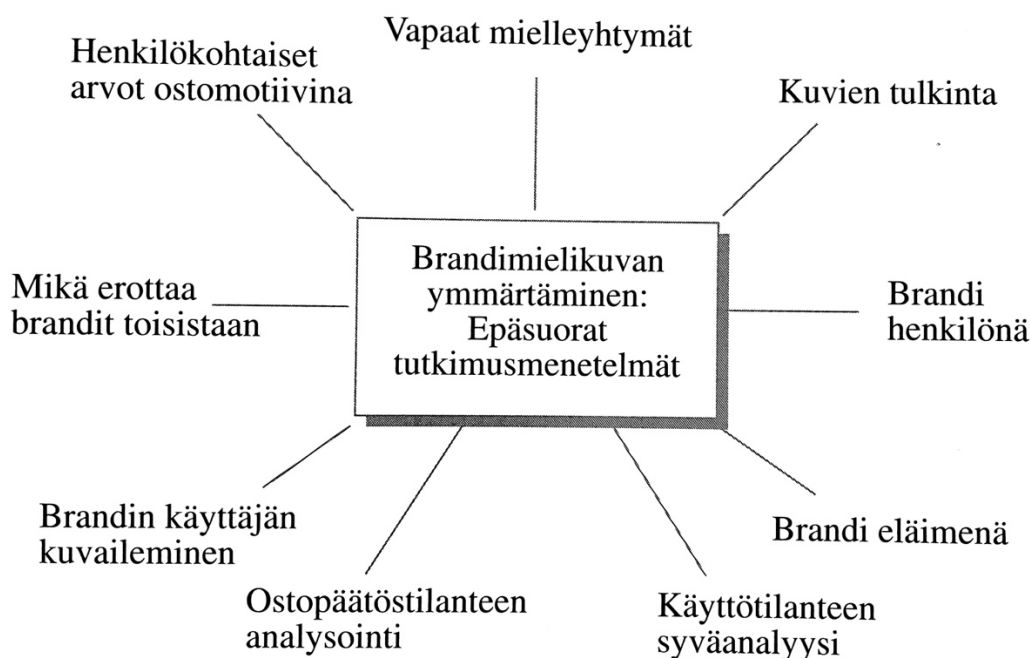 Vapaat mielleyhtymät
Henkilökohtaiset
arvot ostomotiivina
Kuvien tulkinta
Brandimielikuvan
ymmärtäminen:
Epäsuorat
tutkimusmenetelmät
Mikä erottaa
brandit toisistaan
Brandi
henkilönä
Brandin käyttäjän
kuvaileminen
Brandi eläimenä
Ostopäätöstilanteen
analysointi
Käyttötilanteen
syväanalyysi